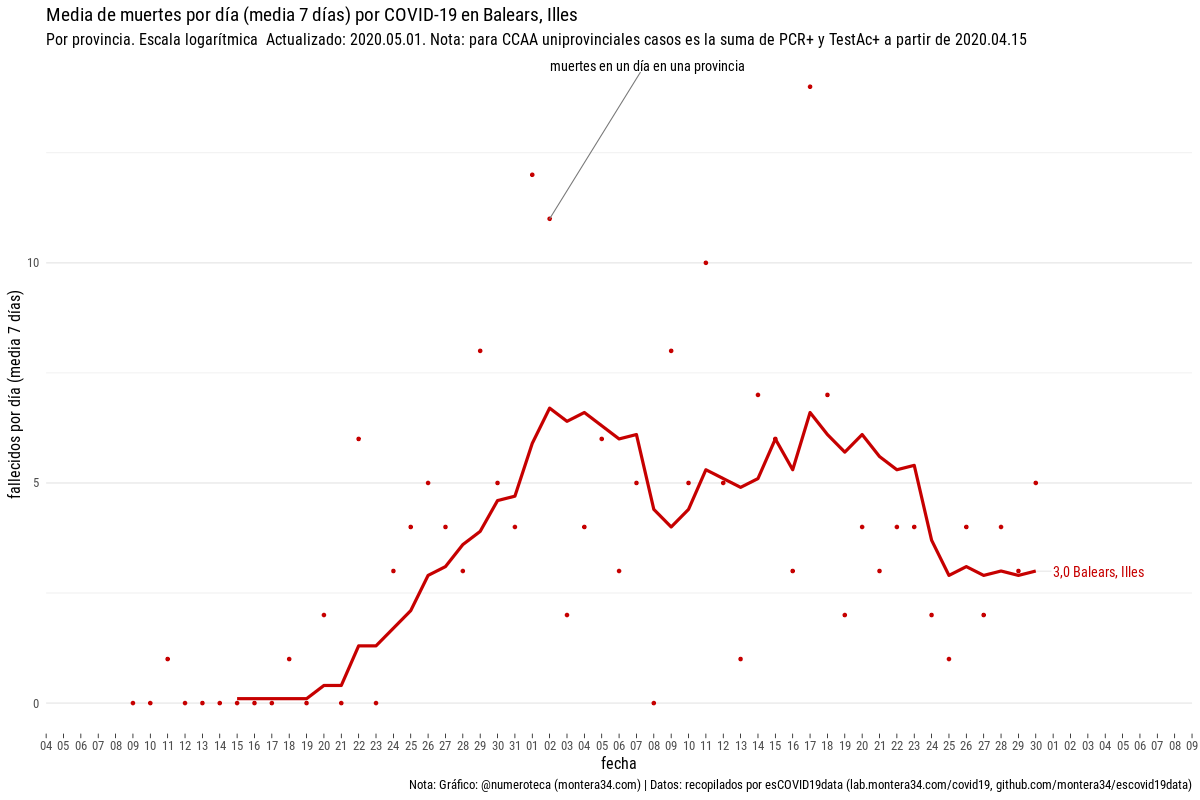 Media de muertes por día (media 7 días) por COVID-19 en Balears, Illes
Por provincia. Escala logarítmica  Actualizado: 2020.05.01. Nota: para CCAA uniprovinciales casos es la suma de PCR+ y TestAc+ a partir de 2020.04.15
muertes en un día en una provincia
10
5
0
fallecidos por día (media 7 días)
3,0 Balears, Illes
04 05 06 07 08 09 10 11 12 13 14 15 16 17 18 19 20 21 22 23 24 25 26 27 28 29 30 31 01 02 03 04 05 06 07 08 09 10 11 12 13 14 15 16 17 18 19 20 21 22 23 24 25 26 27 28 29 30 01 02 03 04 05 06 07 08 09
fecha
Nota: Gráfico: @numeroteca (montera34.com) | Datos: recopilados por esCOVID19data (lab.montera34.com/covid19, github.com/montera34/escovid19data)